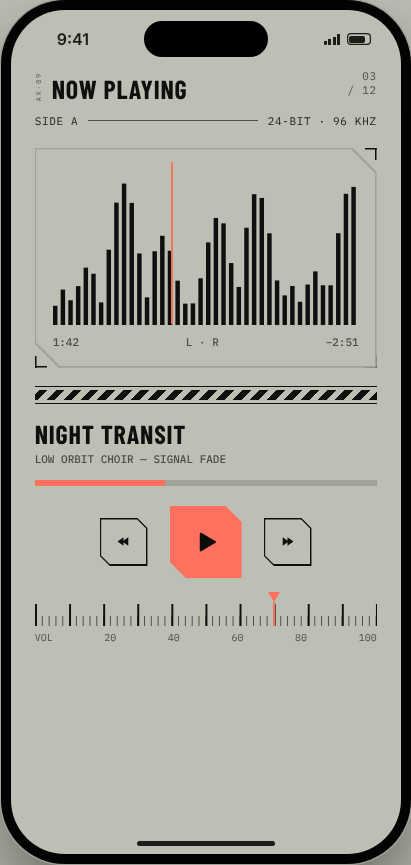 9:41
AX-09
NOW PLAYING
03
/ 12
SIDE A
24-BIT · 96 KHZ
1:42
L · R
−2:51
NIGHT TRANSIT
LOW ORBIT CHOIR — SIGNAL FADE
VOL 20 40 60 80 100